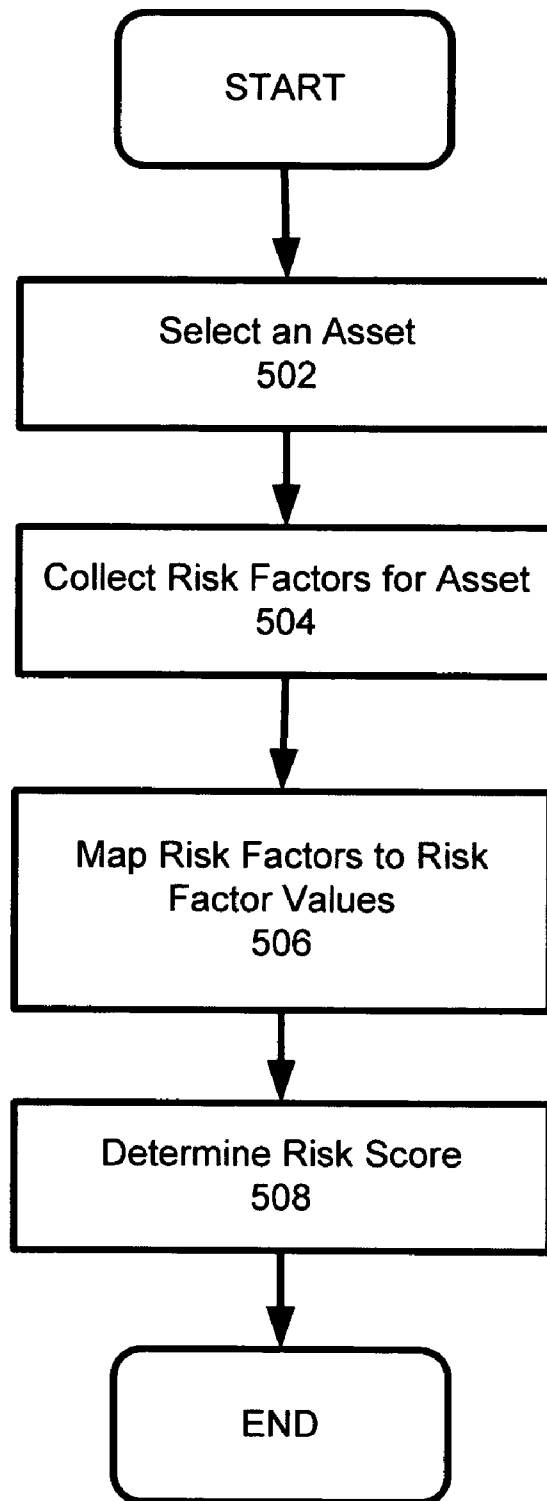 START
Select an Asset
502
Collect Risk Factors for Asset
504
Map Risk Factors to Risk
Factor Values
506
Determine Risk Score
508
END